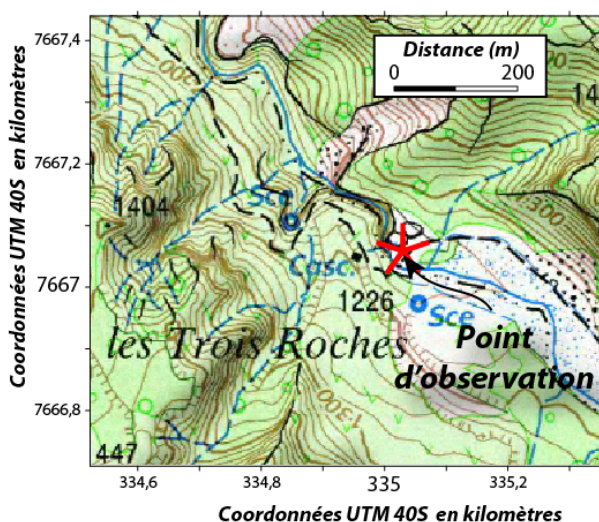 7667,4
7667,2
7667
7666,8
Coordonnées UTM 40S en kilomètres
Distance (m)
0 200
1404
Sce
Casc.
1226
Sce
les Trois Roches
Point
d'observation
1300
1300
447
334,6 334,8 335 335,2
Coordonnées UTM 40S en kilomètres